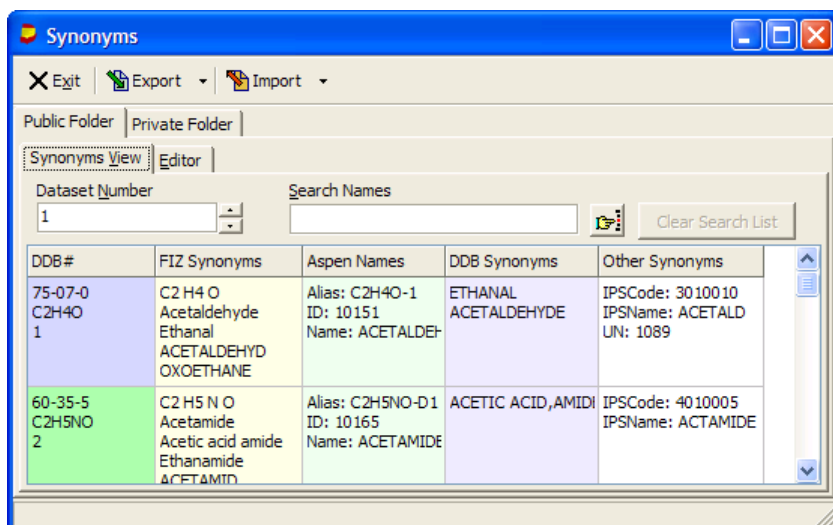 Synonyms
Exit Export Import
Public Folder Private Folder
Synonyms View Editor
Dataset Number Search Names
1 Clear Search List
DDB# FIZ Synonyms Aspen Names DDB Synonyms Other Synonyms
75-07-0 C2 H4 O Alias: C2H4O-1 ETHANAL IPSCode: 3010010
C2H4O Acetaldehyde ID: 10151 ACETALDEHYDE IPSName: ACETALD
1 Ethanal Name: ACETALDEH UN: 1089
ACETALDEHYD
OXOETHANE
60-35-5 C2 H5 N O Alias: C2H5NO-D1 ACETIC ACID,AMIDE IPSCode: 4010005
C2H5NO Acetamide ID: 10165 IPSName: ACTAMIDE
2 Acetic acid amide Name: ACETAMIDE
Ethanamide
ACETAMID